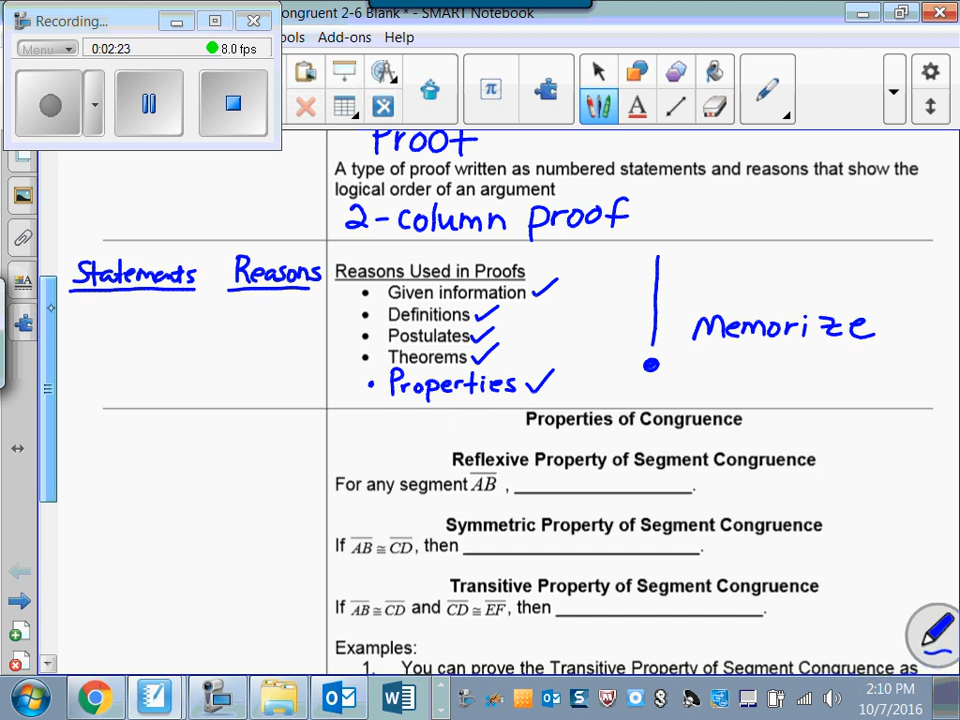 Recording...
Congruent 2-6 Blank * - SMART Notebook
Menu
0:02:23
8.0 fps
ols Add-ons Help
Proof
A type of proof written as numbered statements and reasons that show the
logical order of an argument
2-column proof
Statements Reasons
Reasons Used in Proofs
• Given information
• Definitions
• Postulates
• Theorems
• Properties
! Memorize
Properties of Congruence
Reflexive Property of Segment Congruence
For any segment AB , ____________________.
Symmetric Property of Segment Congruence
If AB ≅ CD, then ___________________________.
Transitive Property of Segment Congruence
If AB ≅ CD and CD ≅ EF, then ________________________.
Examples:
1. You can prove the Transitive Property of Segment Congruence as
2:10 PM
10/7/2016